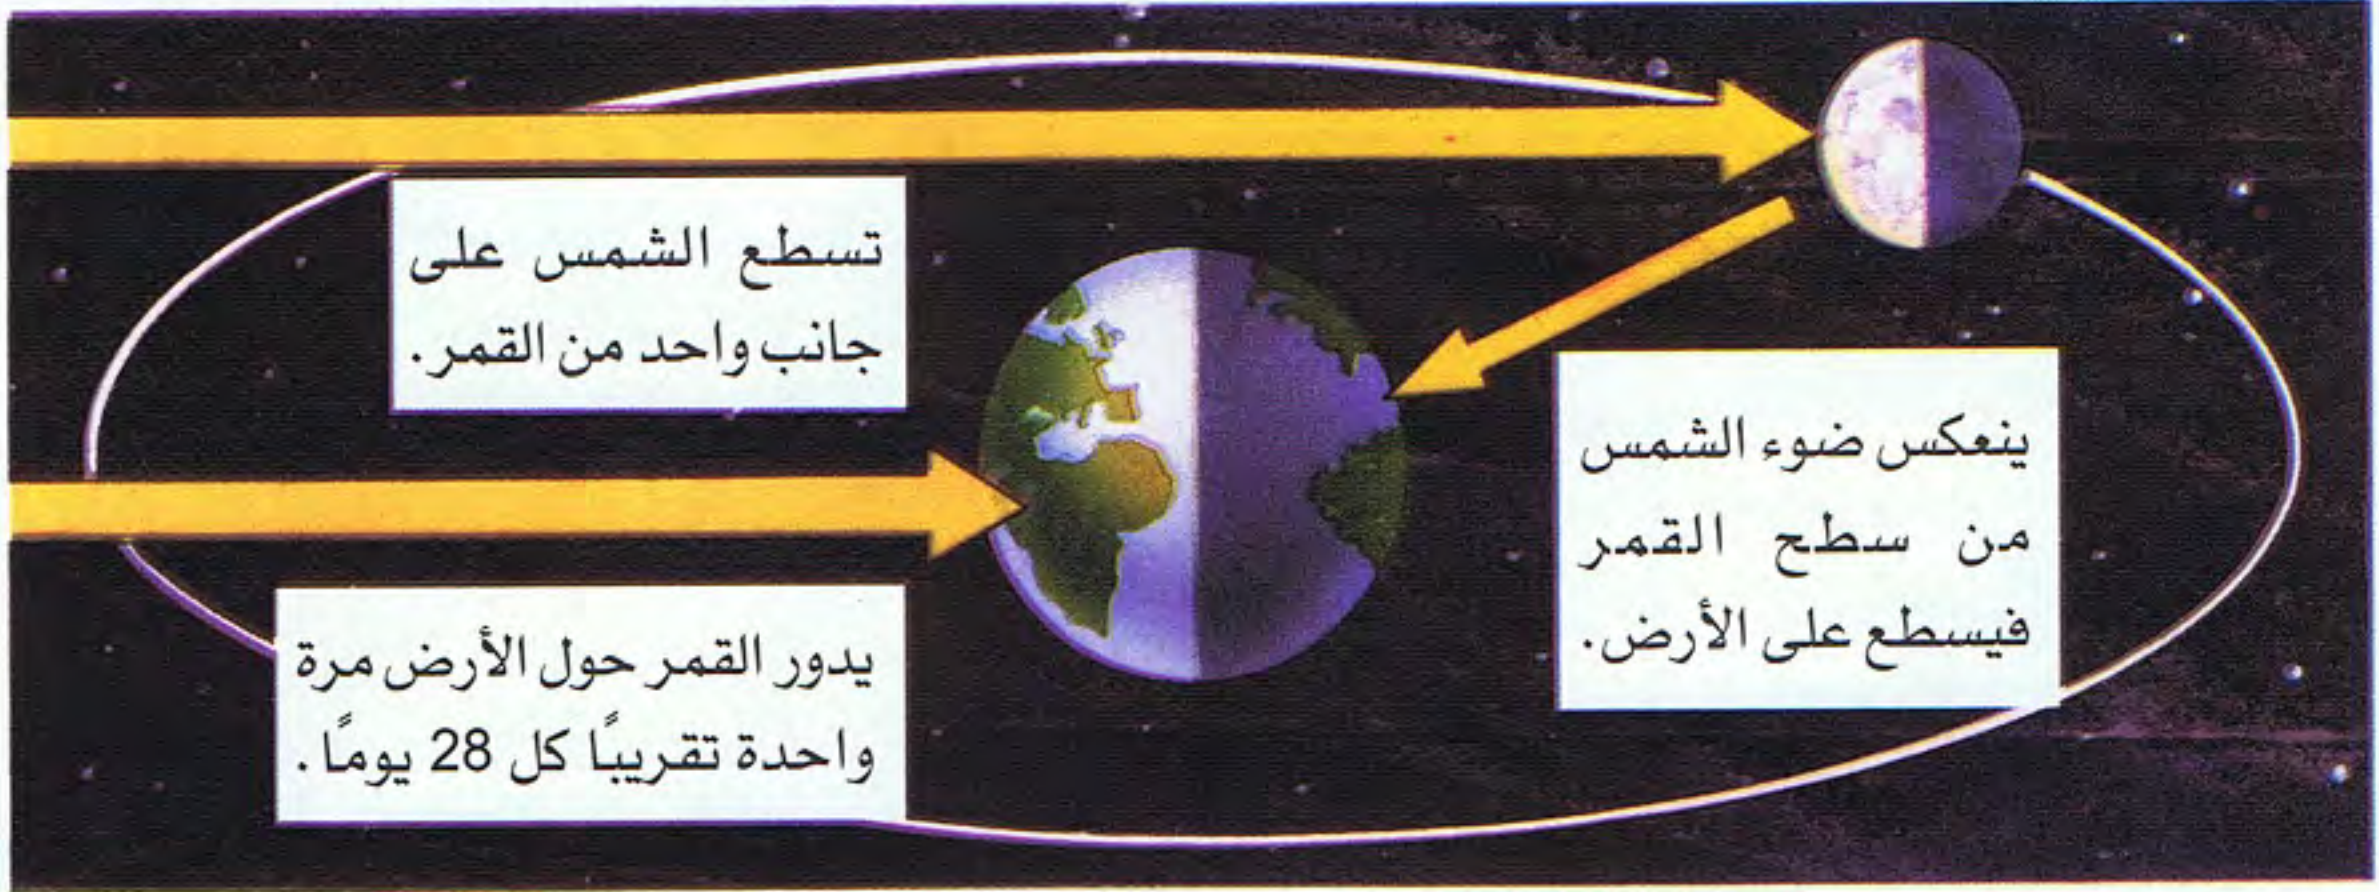 تسطع الشمس على
جانب واحد من القمر.
ينعكس ضوء الشمس
من سطح القمر
فيسطع على الأرض.
يدور القمر حول الأرض مرة
واحدة تقريبًا كل 28 يومًا.